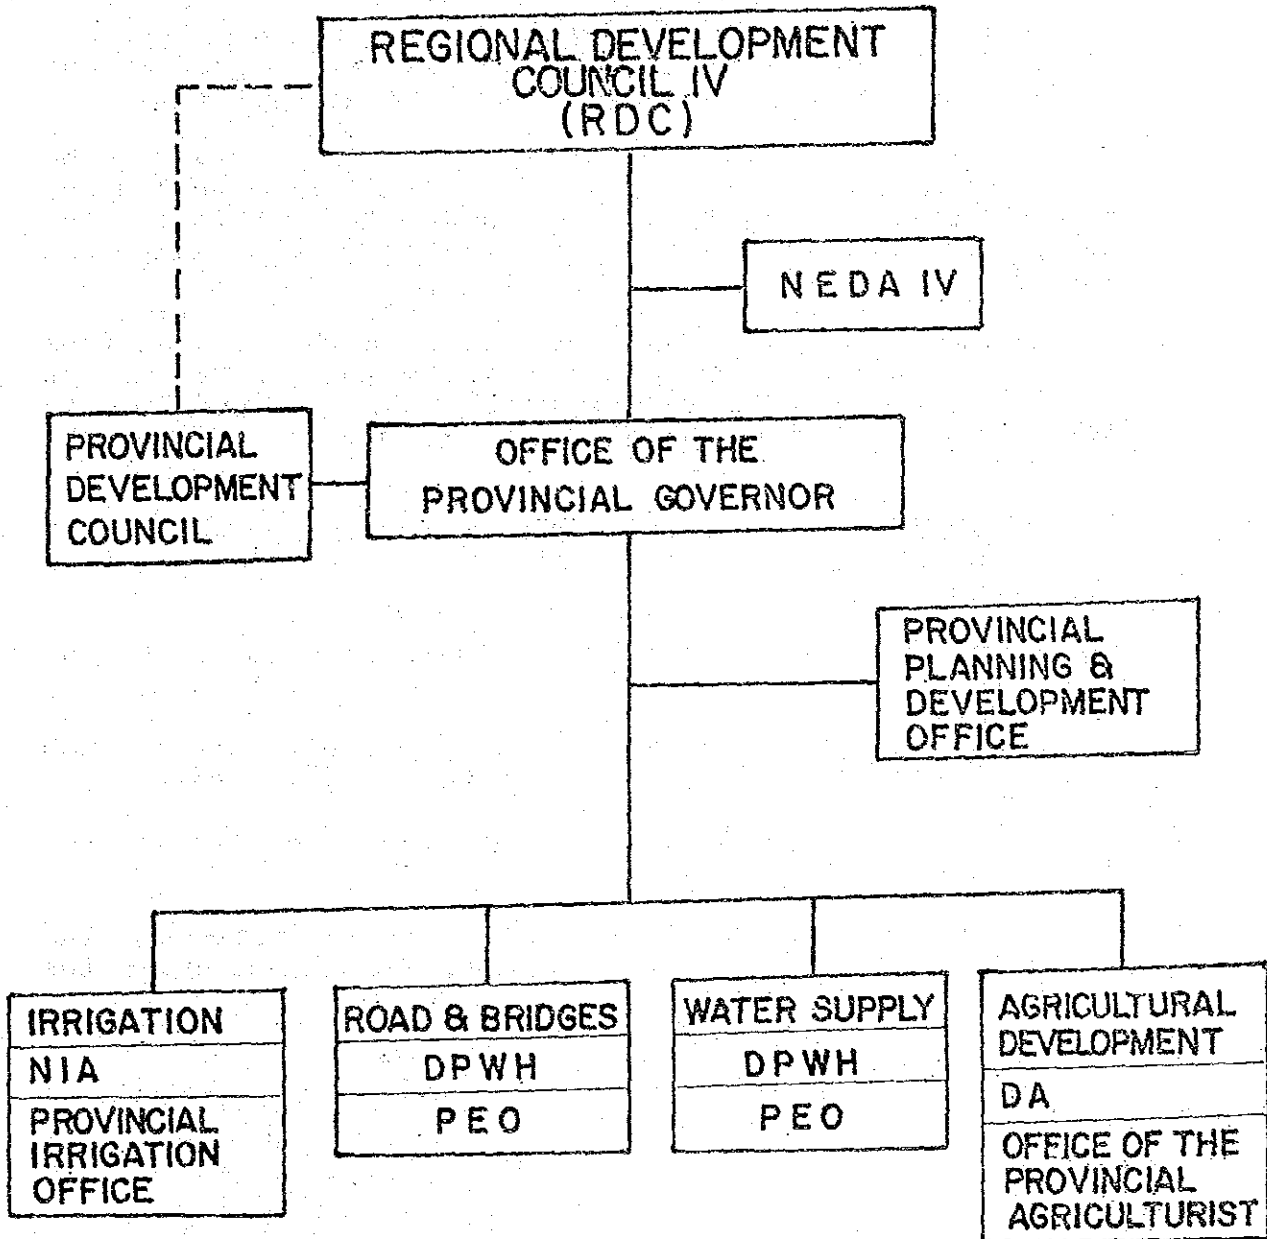 REGIONAL DEVELOPMENT
COUNCIL IV
(RDC)
NEDA IV
PROVINCIAL
DEVELOPMENT
COUNCIL
OFFICE OF THE
PROVINCIAL GOVERNOR
PROVINCIAL
PLANNING &
DEVELOPMENT
OFFICE
IRRIGATION
NIA
PROVINCIAL
IRRIGATION
OFFICE
ROAD & BRIDGES
DPWH
PEO
WATER SUPPLY
DPWH
PEO
AGRICULTURAL
DEVELOPMENT
DA
OFFICE OF THE
PROVINCIAL
AGRICULTURIST